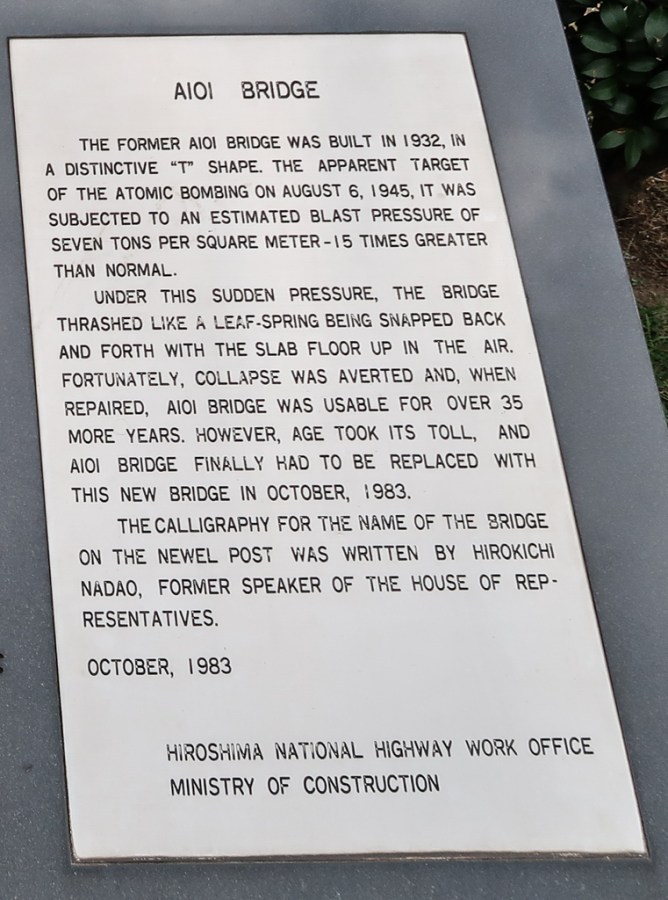 AIOI BRIDGE
THE FORMER AIOI BRIDGE WAS BUILT IN 1932, IN
A DISTINCTIVE “T” SHAPE. THE APPARENT TARGET
OF THE ATOMIC BOMBING ON AUGUST 6, 1945, IT WAS
SUBJECTED TO AN ESTIMATED BLAST PRESSURE OF
SEVEN TONS PER SQUARE METER-15 TIMES GREATER
THAN NORMAL.
UNDER THIS SUDDEN PRESSURE, THE BRIDGE
THRASHED LIKE A LEAF-SPRING BEING SNAPPED BACK
AND FORTH WITH THE SLAB FLOOR UP IN THE AIR.
FORTUNATELY, COLLAPSE WAS AVERTED AND, WHEN
REPAIRED, AIOI BRIDGE WAS USABLE FOR OVER 35
MORE YEARS. HOWEVER, AGE TOOK ITS TOLL, AND
AIOI BRIDGE FINALLY HAD TO BE REPLACED WITH
THIS NEW BRIDGE IN OCTOBER, 1983.
THE CALLIGRAPHY FOR THE NAME OF THE BRIDGE
ON THE NEWEL POST WAS WRITTEN BY HIROKICHI
NADAO, FORMER SPEAKER OF THE HOUSE OF REP-
RESENTATIVES.
OCTOBER, 1983
HIROSHIMA NATIONAL HIGHWAY WORK OFFICE
MINISTRY OF CONSTRUCTION